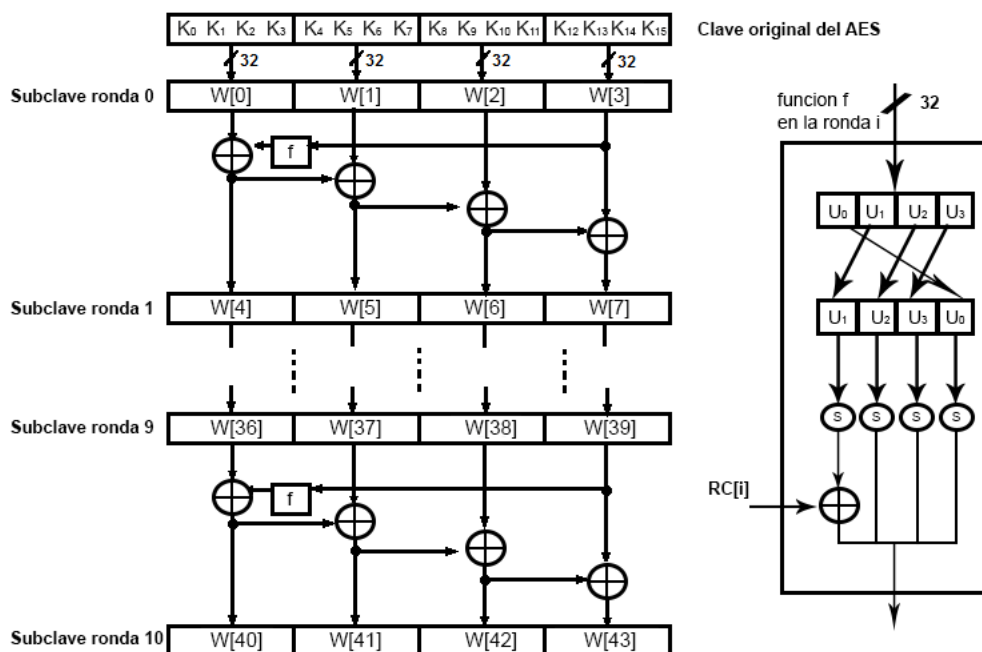 K₀ K₁ K₂ K₃ K₄ K₅ K₆ K₇ K₈ K₉ K₁₀ K₁₁ K₁₂ K₁₃ K₁₄ K₁₅
Clave original del AES
32 32 32 32
Subclave ronda 0 W[0] W[1] W[2] W[3]
f
Subclave ronda 1 W[4] W[5] W[6] W[7]
Subclave ronda 9 W[36] W[37] W[38] W[39]
f
Subclave ronda 10 W[40] W[41] W[42] W[43]
funcion f
en la ronda i
32
U₀ U₁ U₂ U₃
U₁ U₂ U₃ U₀
S S S S
RC[i]